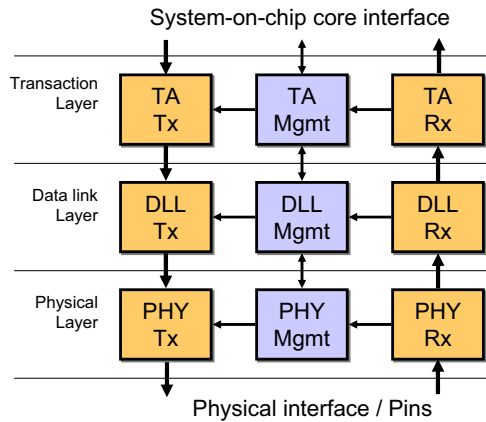 System-on-chip core interface
Transaction
Layer
TA
Tx
TA
Mgmt
TA
Rx
Data link
Layer
DLL
Tx
DLL
Mgmt
DLL
Rx
Physical
Layer
PHY
Tx
PHY
Mgmt
PHY
Rx
Physical interface / Pins